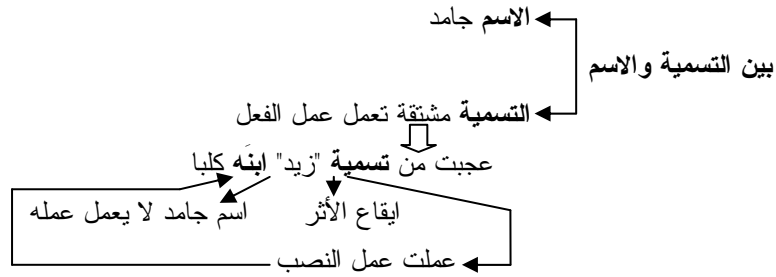 الاسم جامد
بين التسمية والاسم
التسمية مشتقة تعمل عمل الفعل
عجبت من تسمية "زيد" ابنَه كلبا
ايقاع الأثر
اسم جامد لا يعمل عمله
عملت عمل النصب